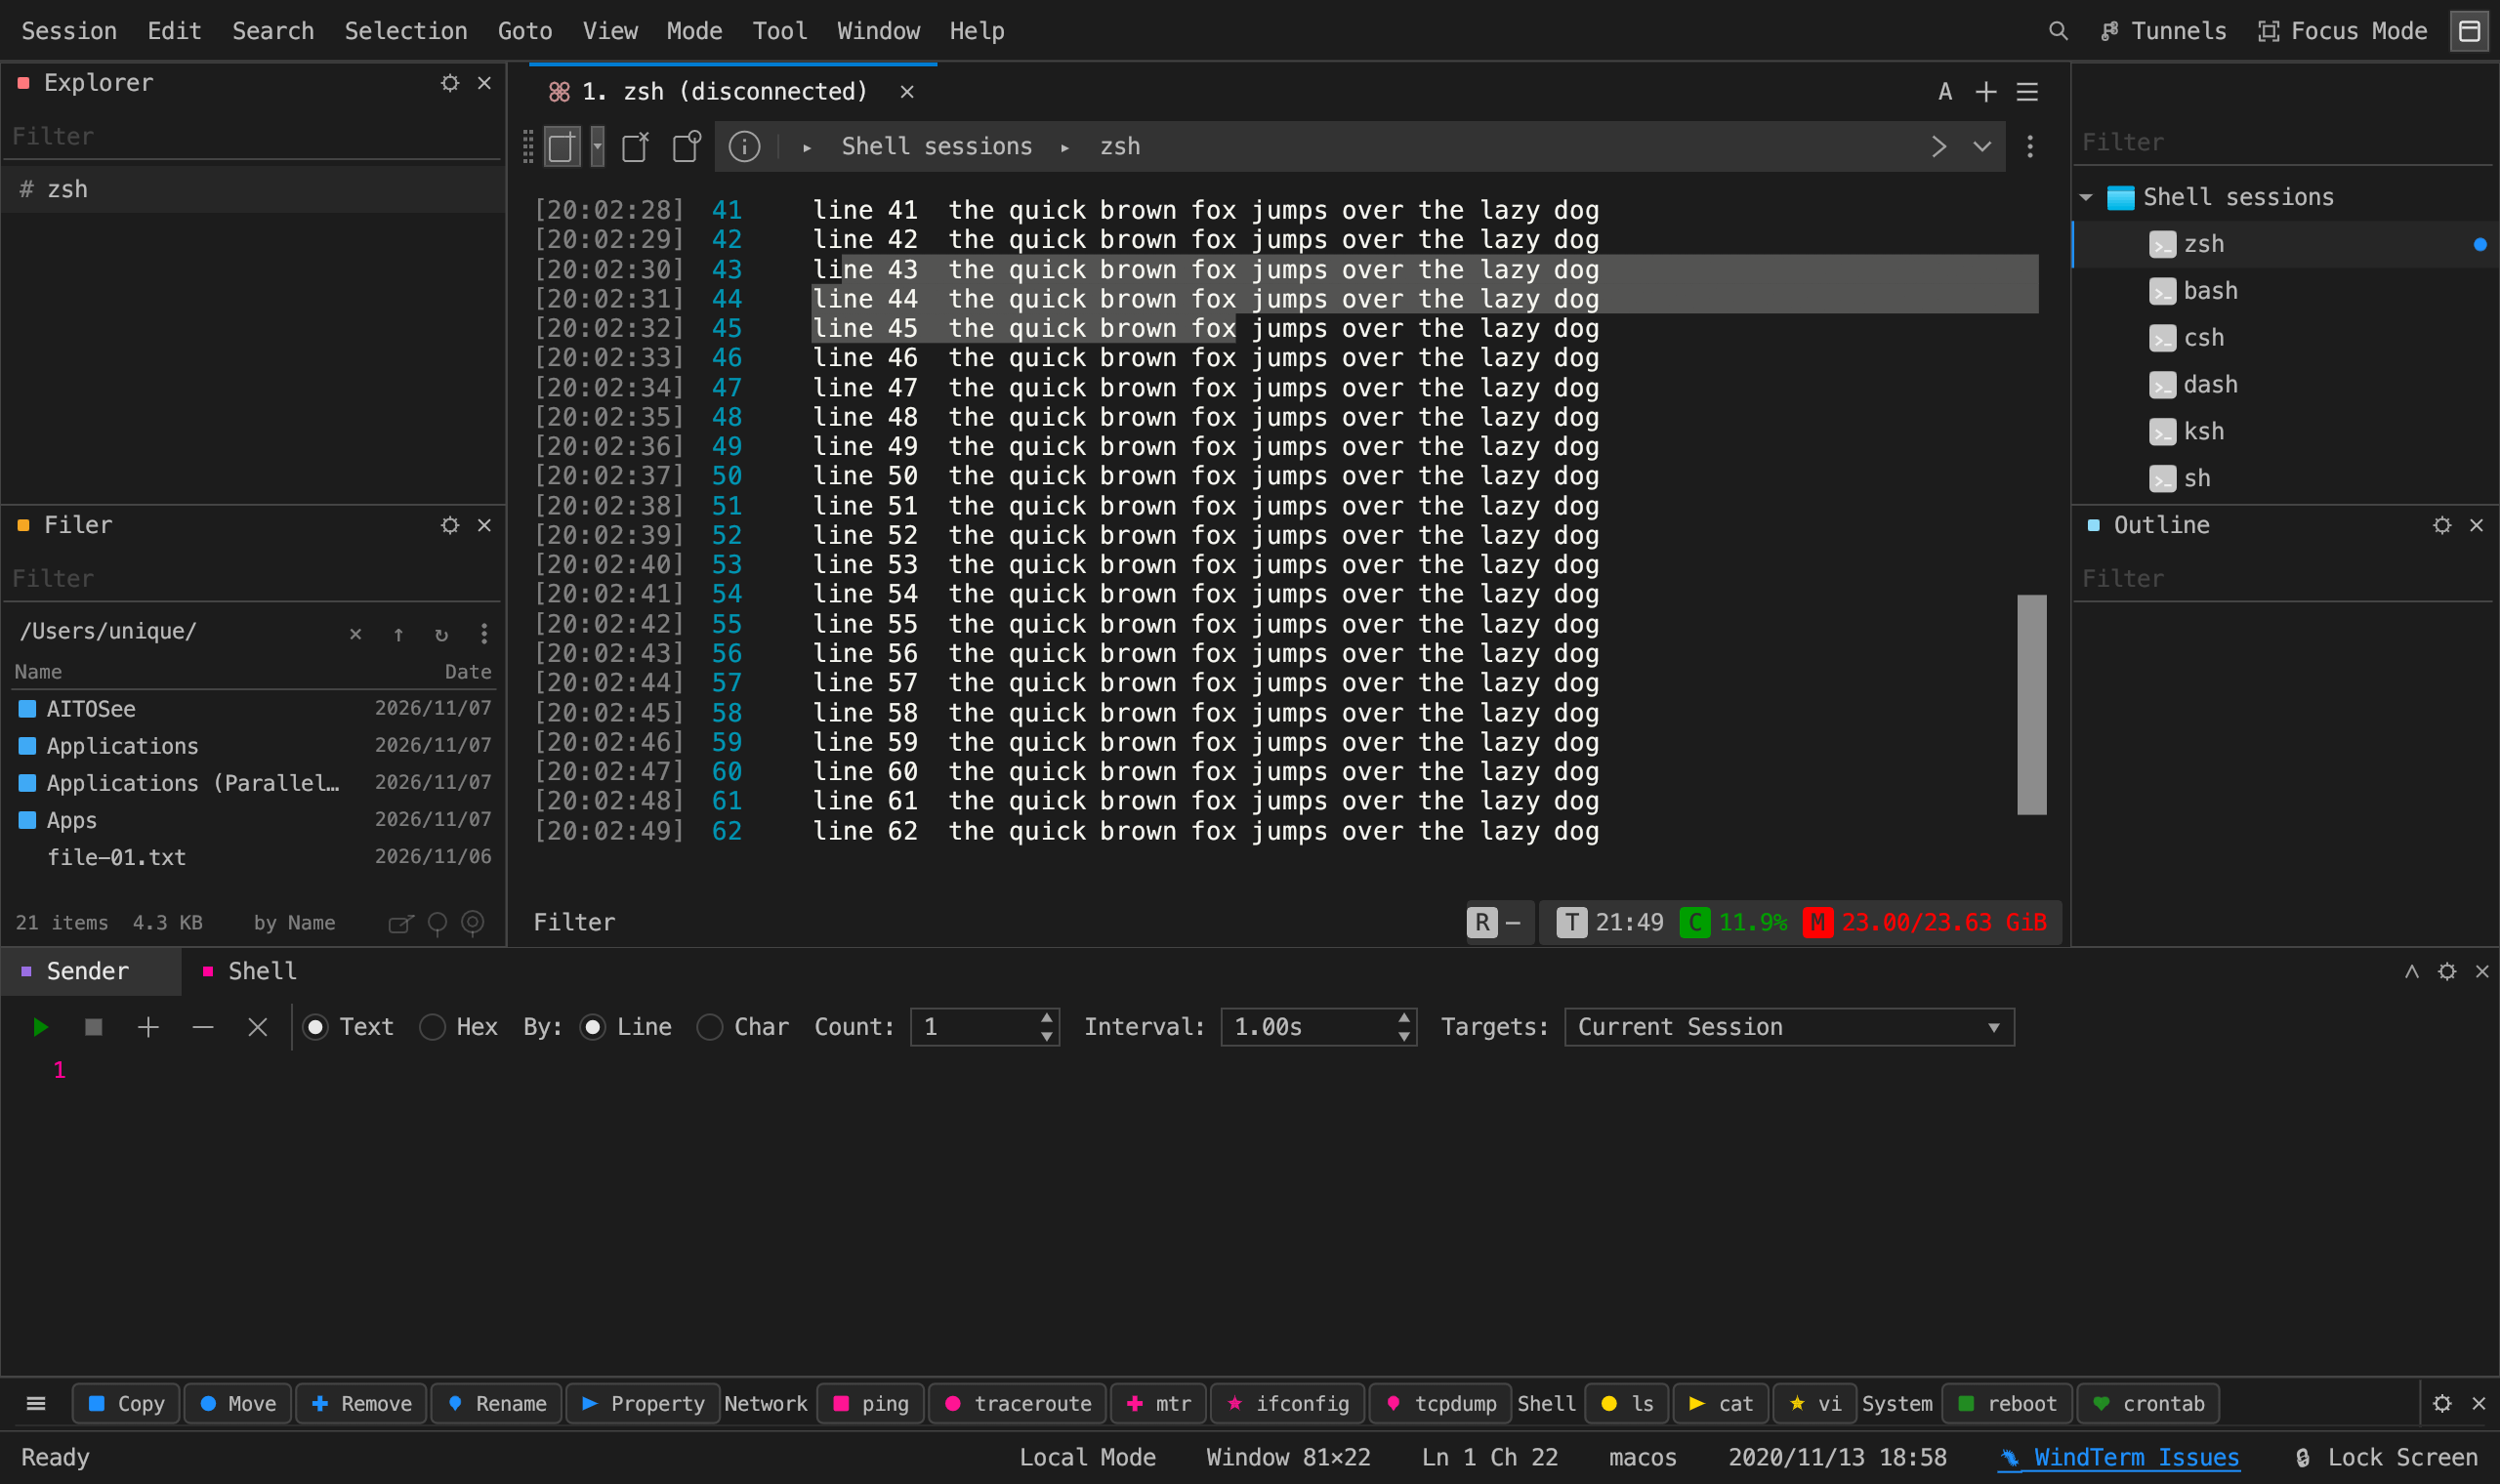 Session Edit Search Selection Goto View Mode Tool Window Help Tunnels Focus Mode
Explorer
Filter
# zsh
Filer
Filter
/Users/unique/
Name Date
AITOSee 2026/11/07
Applications 2026/11/07
Applications (Parallel… 2026/11/07
Apps 2026/11/07
file-01.txt 2026/11/06
21 items 4.3 KB by Name
1. zsh (disconnected) A
Shell sessions zsh
[20:02:28] 41 line 41 the quick brown fox jumps over the lazy dog
[20:02:29] 42 line 42 the quick brown fox jumps over the lazy dog
[20:02:30] 43 line 43 the quick brown fox jumps over the lazy dog
[20:02:31] 44 line 44 the quick brown fox jumps over the lazy dog
[20:02:32] 45 line 45 the quick brown fox jumps over the lazy dog
[20:02:33] 46 line 46 the quick brown fox jumps over the lazy dog
[20:02:34] 47 line 47 the quick brown fox jumps over the lazy dog
[20:02:35] 48 line 48 the quick brown fox jumps over the lazy dog
[20:02:36] 49 line 49 the quick brown fox jumps over the lazy dog
[20:02:37] 50 line 50 the quick brown fox jumps over the lazy dog
[20:02:38] 51 line 51 the quick brown fox jumps over the lazy dog
[20:02:39] 52 line 52 the quick brown fox jumps over the lazy dog
[20:02:40] 53 line 53 the quick brown fox jumps over the lazy dog
[20:02:41] 54 line 54 the quick brown fox jumps over the lazy dog
[20:02:42] 55 line 55 the quick brown fox jumps over the lazy dog
[20:02:43] 56 line 56 the quick brown fox jumps over the lazy dog
[20:02:44] 57 line 57 the quick brown fox jumps over the lazy dog
[20:02:45] 58 line 58 the quick brown fox jumps over the lazy dog
[20:02:46] 59 line 59 the quick brown fox jumps over the lazy dog
[20:02:47] 60 line 60 the quick brown fox jumps over the lazy dog
[20:02:48] 61 line 61 the quick brown fox jumps over the lazy dog
[20:02:49] 62 line 62 the quick brown fox jumps over the lazy dog
Filter R – T 21:49 C 11.9% M 23.00/23.63 GiB
Filter
Shell sessions
zsh
bash
csh
dash
ksh
sh
Outline
Filter
Sender Shell
Text Hex By: Line Char Count: 1 Interval: 1.00s Targets: Current Session
1
Copy Move Remove Rename Property Network ping traceroute mtr ifconfig tcpdump Shell ls cat vi System reboot crontab
Ready Local Mode Window 81×22 Ln 1 Ch 22 macos 2020/11/13 18:58 WindTerm Issues Lock Screen